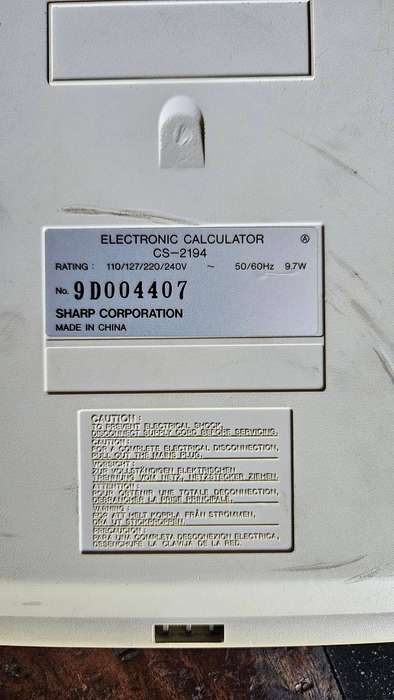 ELECTRONIC CALCULATOR Ⓐ
CS-2194
RATING : 110/127/220/240V ~ 50/60Hz 9.7W
No. 9D004407
SHARP CORPORATION
MADE IN CHINA
CAUTION :
TO PREVENT ELECTRICAL SHOCK,
DISCONNECT SUPPLY CORD BEFORE SERVICING.
CAUTION :
FOR A COMPLETE ELECTRICAL DISCONNECTION,
PULL OUT THE MAINS PLUG.
VORSICHT :
ZUR VOLLSTÄNDIGEN ELEKTRISCHEN
TRENNUNG VOM NETZ, NETZSTECKER ZIEHEN.
ATTENTION :
POUR OBTENIR UNE TOTALE DÉCONNECTION,
DEBRANCHER LA PRISE PRINCIPALE.
VARNING :
FÖR ATT HELT KOPPLA FRÅN STRÖMMEN,
DRA UT STICKPROPPEN.
PRECAUCION :
PARA UNA COMPLETA DESCONEXION ELECTRICA,
DESENCHUFE LA CLAVIJA DE LA RED.